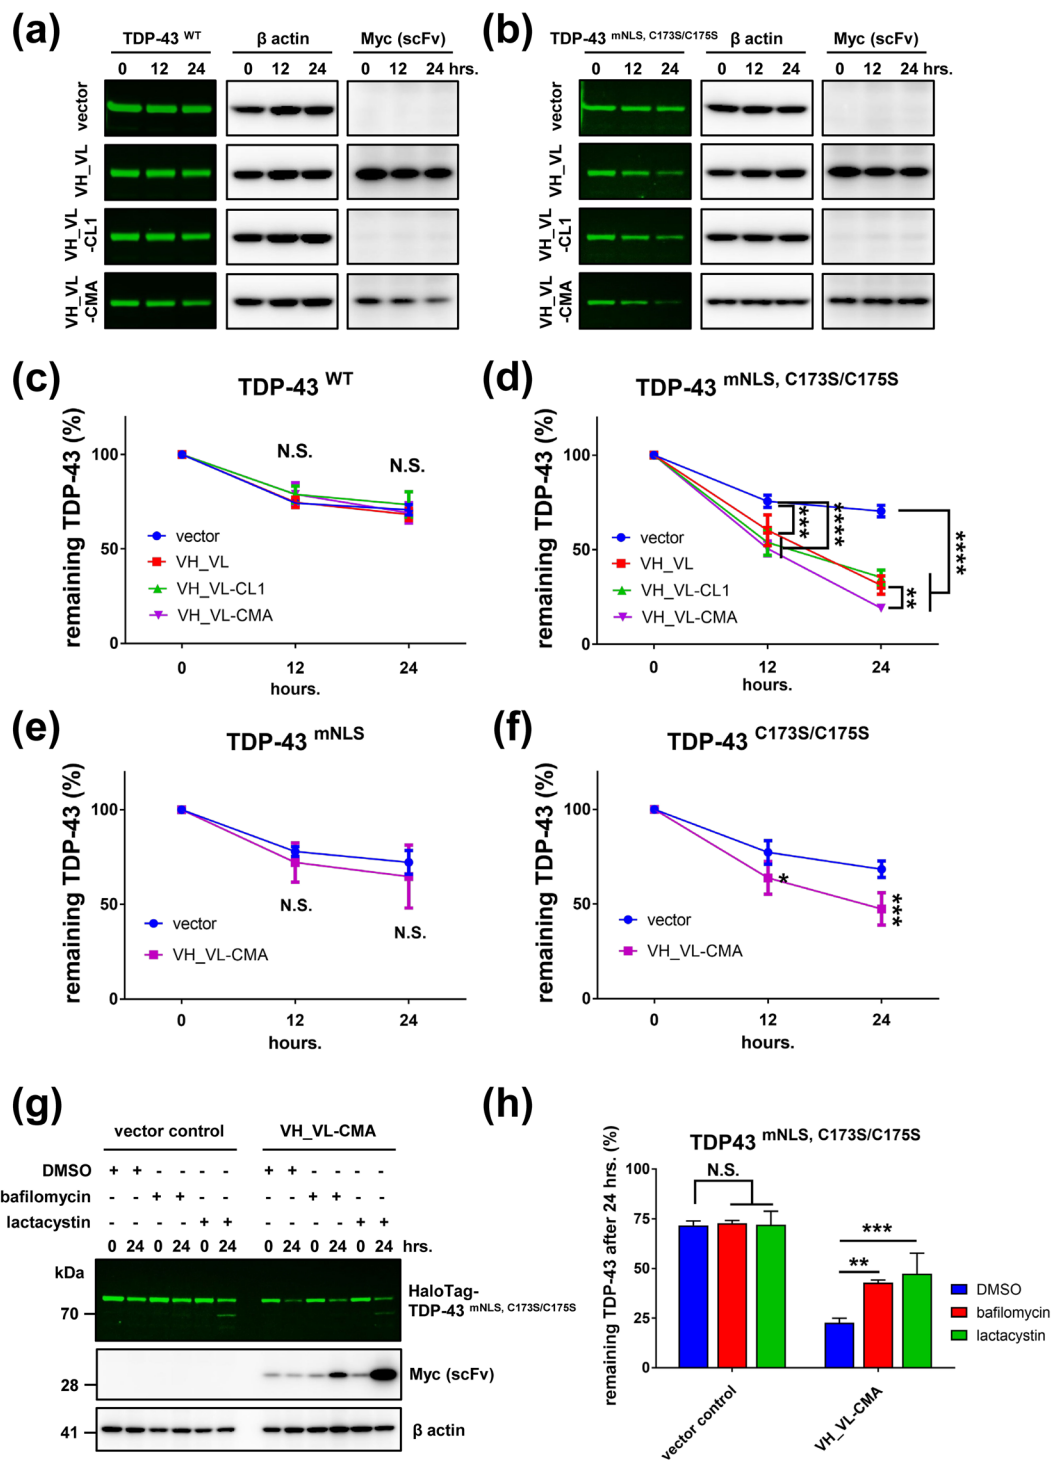 (a)
TDP-43 WT
β actin
Myc (scFv)
0 12 24 0 12 24 0 12 24 hrs.
vector
VH_VL
VH_VL
-CL1
VH_VL
-CMA
(b)
TDP-43 mNLS, C173S/C175S
β actin
Myc (scFv)
0 12 24 0 12 24 0 12 24 hrs.
vector
VH_VL
VH_VL
-CL1
VH_VL
-CMA
(c)
TDP-43 WT
remaining TDP-43 (%)
100
50
0
N.S.
N.S.
vector
VH_VL
VH_VL-CL1
VH_VL-CMA
0 12 24
hours.
(d)
TDP-43 mNLS, C173S/C175S
remaining TDP-43 (%)
100
50
0
***
****
****
**
vector
VH_VL
VH_VL-CL1
VH_VL-CMA
0 12 24
hours.
(e)
TDP-43 mNLS
remaining TDP-43 (%)
100
50
0
N.S.
N.S.
vector
VH_VL-CMA
0 12 24
hours.
(f)
TDP-43 C173S/C175S
remaining TDP-43 (%)
100
50
0
*
***
vector
VH_VL-CMA
0 12 24
hours.
(g)
vector control VH_VL-CMA
DMSO + + - - - - + + - - - -
bafilomycin - - + + - - - - + + - -
lactacystin - - - - + + - - - - + +
0 24 0 24 0 24 0 24 0 24 0 24 hrs.
kDa
70
HaloTag-
TDP-43 mNLS, C173S/C175S
28
Myc (scFv)
41
β actin
(h)
TDP43 mNLS, C173S/C175S
remaining TDP-43 after 24 hrs. (%)
100
75
50
25
0
N.S.
***
**
DMSO
bafilomycin
lactacystin
vector control
VH_VL-CMA